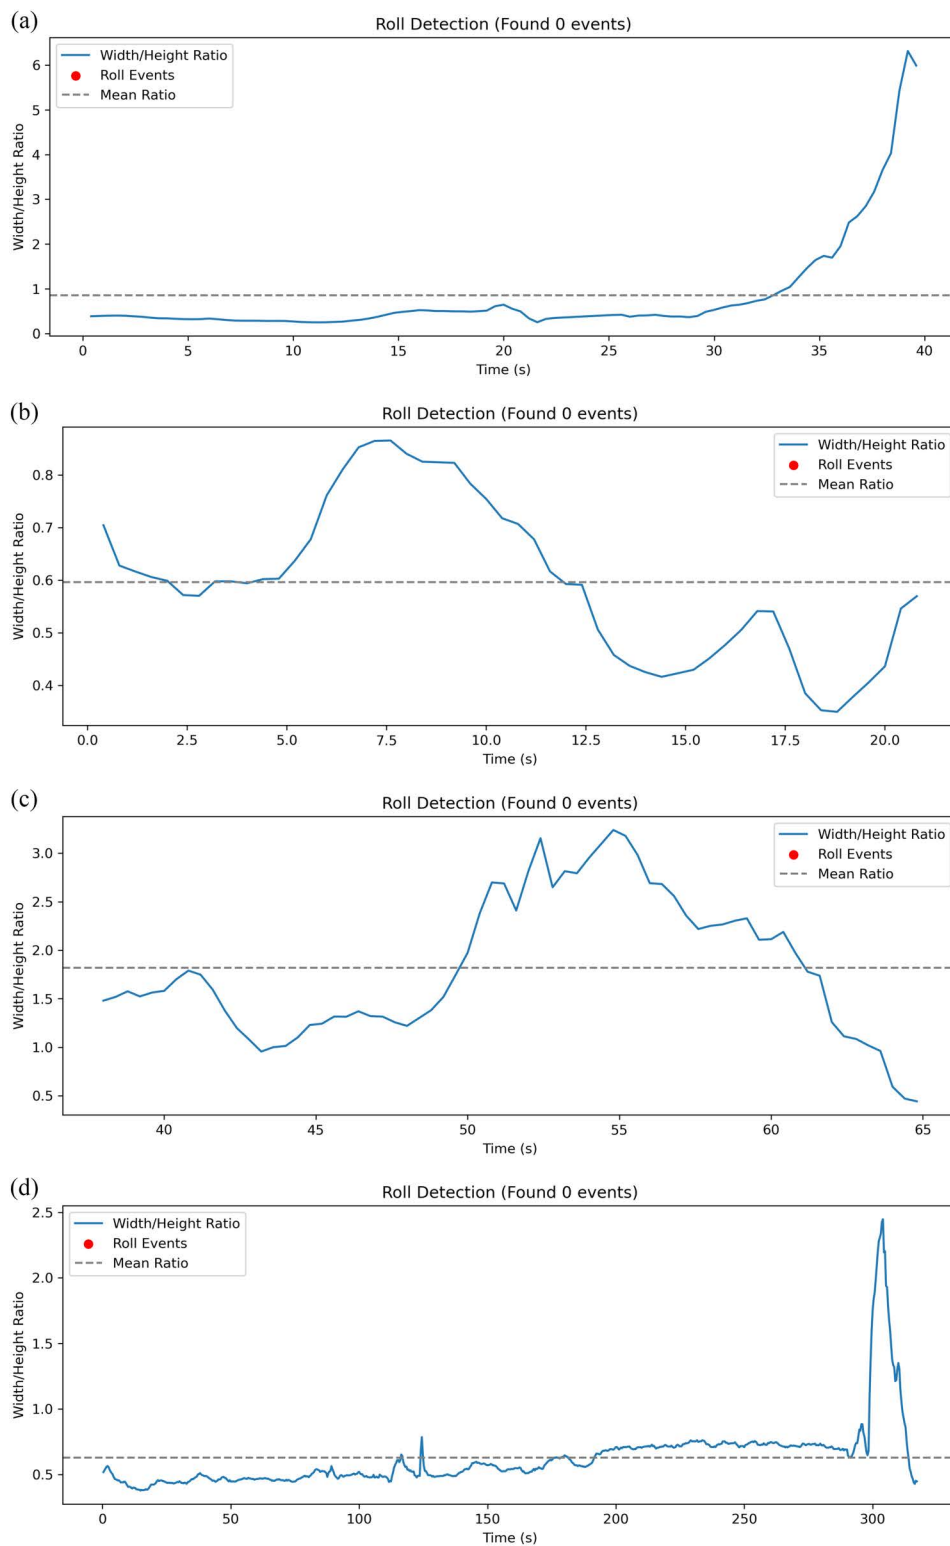 (a)
Roll Detection (Found 0 events)
Width/Height Ratio
Roll Events
Mean Ratio
Width/Height Ratio
6
5
4
3
2
1
0
0 5 10 15 20 25 30 35 40
Time (s)
(b)
Roll Detection (Found 0 events)
Width/Height Ratio
Roll Events
Mean Ratio
Width/Height Ratio
0.8
0.7
0.6
0.5
0.4
0.0 2.5 5.0 7.5 10.0 12.5 15.0 17.5 20.0
Time (s)
(c)
Roll Detection (Found 0 events)
Width/Height Ratio
Roll Events
Mean Ratio
Width/Height Ratio
3.0
2.5
2.0
1.5
1.0
0.5
40 45 50 55 60 65
Time (s)
(d)
Roll Detection (Found 0 events)
Width/Height Ratio
Roll Events
Mean Ratio
Width/Height Ratio
2.5
2.0
1.5
1.0
0.5
0 50 100 150 200 250 300
Time (s)